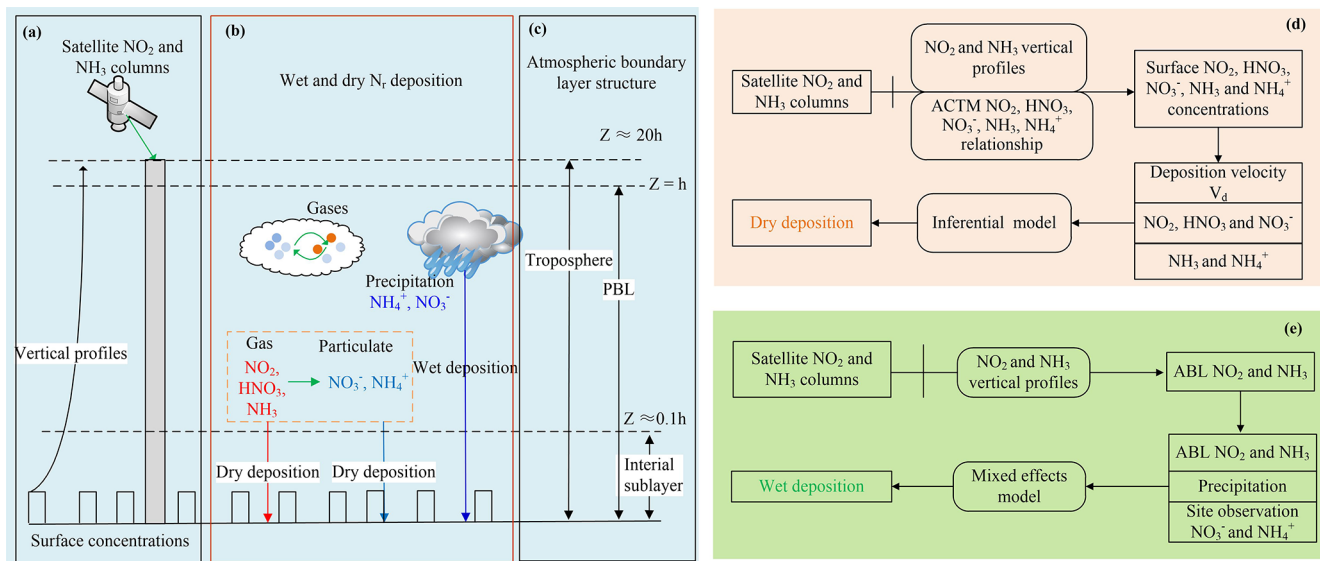 (a)
Satellite NO₂ and
NH₃ columns
Vertical profiles
Surface concentrations
(b)
Wet and dry Nᵣ deposition
Gases
Precipitation
NH₄⁺, NO₃⁻
Gas
NO₂,
HNO₃,
NH₃
Particulate
NO₃⁻, NH₄⁺
Wet deposition
Dry deposition
Dry deposition
(c)
Atmospheric boundary
layer structure
Z ≈ 20h
Z = h
Troposphere
PBL
Z ≈0.1h
Interial
sublayer
(d)
Satellite NO₂ and
NH₃ columns
NO₂ and NH₃ vertical
profiles
ACTM NO₂, HNO₃,
NO₃⁻, NH₃, NH₄⁺
relationship
Surface NO₂, HNO₃,
NO₃⁻, NH₃ and NH₄⁺
concentrations
Deposition velocity
V_d
NO₂, HNO₃ and NO₃⁻
NH₃ and NH₄⁺
Inferential model
Dry deposition
(e)
Satellite NO₂ and
NH₃ columns
NO₂ and NH₃
vertical profiles
ABL NO₂ and NH₃
ABL NO₂ and NH₃
Precipitation
Site observation
NO₃⁻ and NH₄⁺
Mixed effects
model
Wet deposition